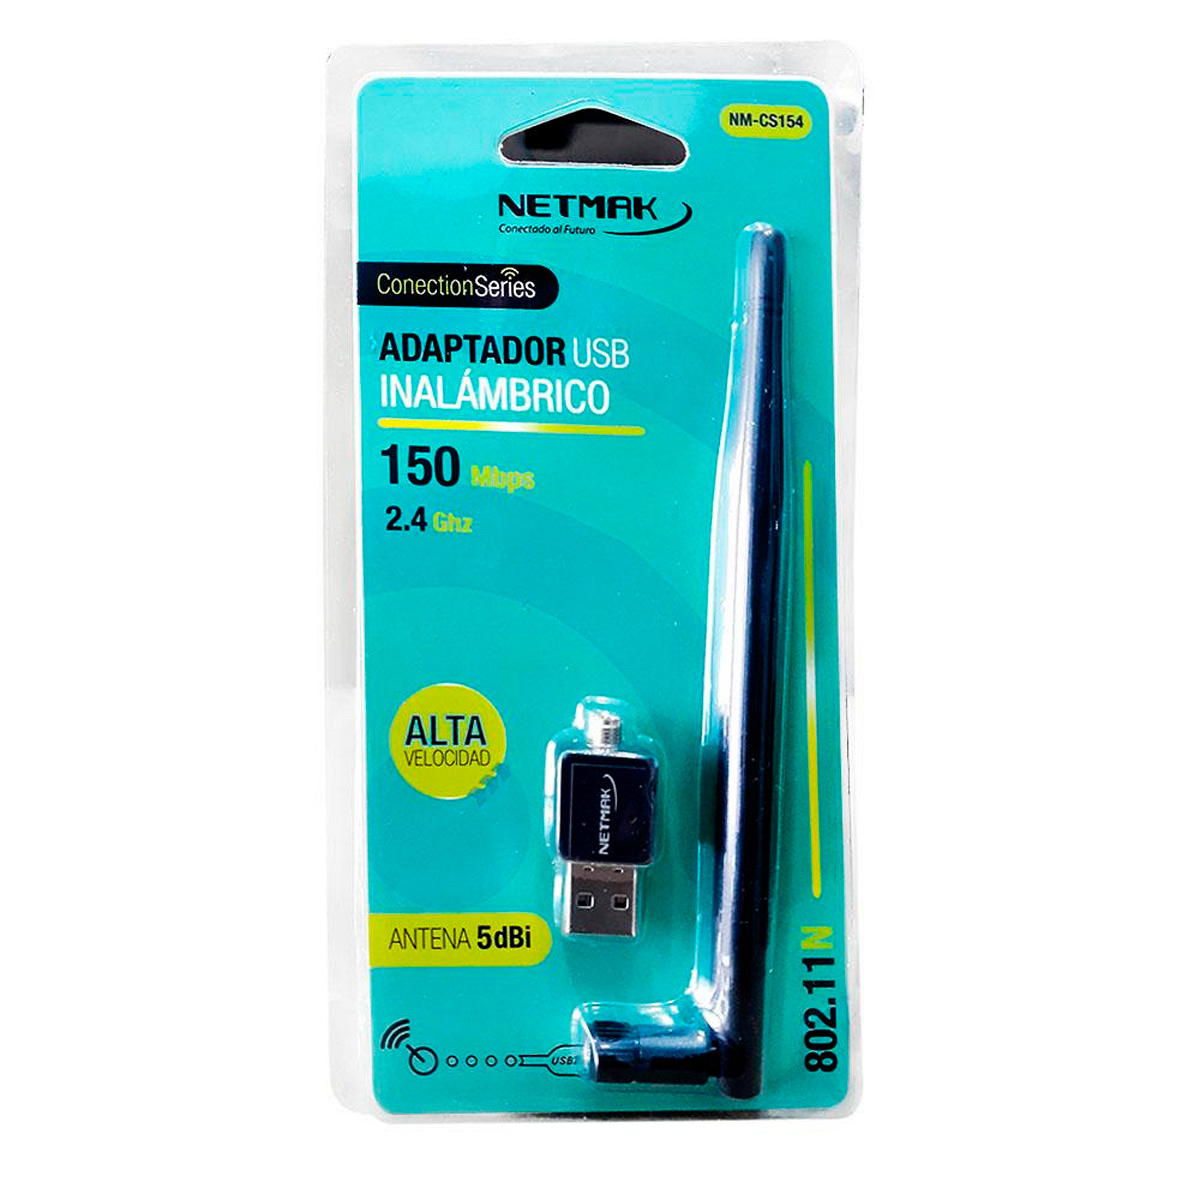 NM-CS154
NETMAK
Conectado al Futuro
ConectionSeries
ADAPTADOR USB
INALÁMBRICO
150 Mbps
2.4 Ghz
ALTA
VELOCIDAD
NETMAK
ANTENA 5dBi
802.11N